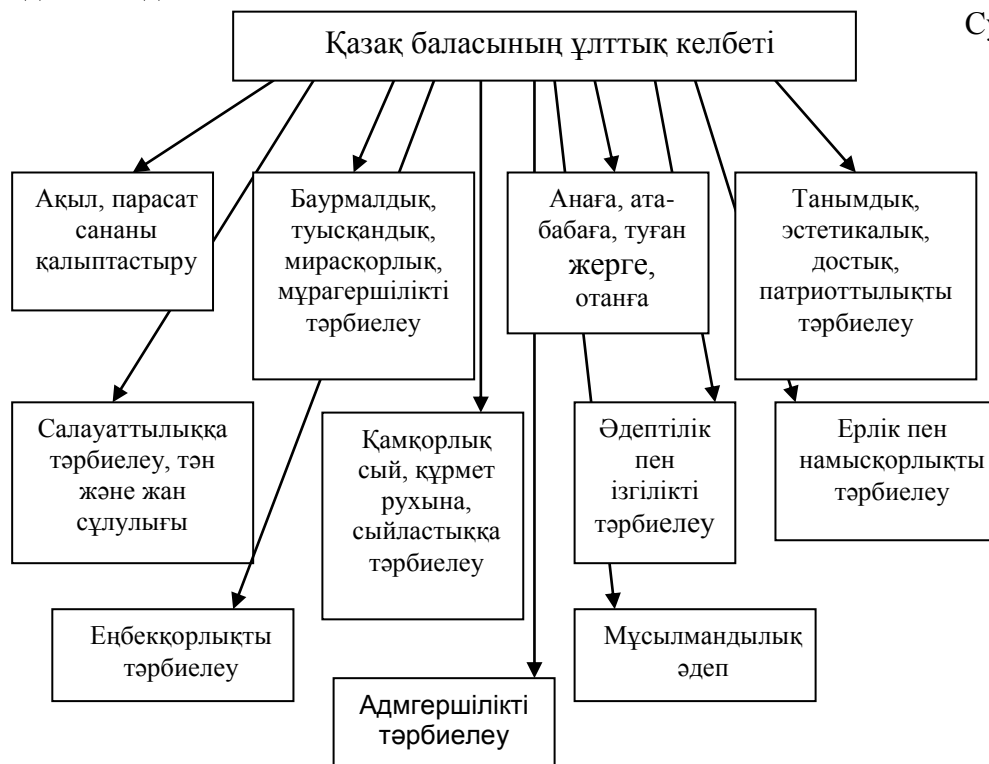 Су
Қазақ баласының ұлттық келбеті
Ақыл, парасат
сананы
қалыптастыру
Баурмалдық,
туысқандық,
мирасқорлық,
мұрагершілікті
тәрбиелеу
Анаға, ата-
бабаға, туған
жерге,
отанға
Танымдық,
эстетикалық,
достық,
патриоттылықты
тәрбиелеу
Салауаттылыққа
тәрбиелеу, тән
және жан
сұлулығы
Қамқорлық
сый, құрмет
рухына,
сыйластыққа
тәрбиелеу
Әдептілік
пен
ізгілікті
тәрбиелеу
Ерлік пен
намысқорлықты
тәрбиелеу
Еңбекқорлықты
тәрбиелеу
Мұсылмандылық
әдеп
Адмгершілікті
тәрбиелеу